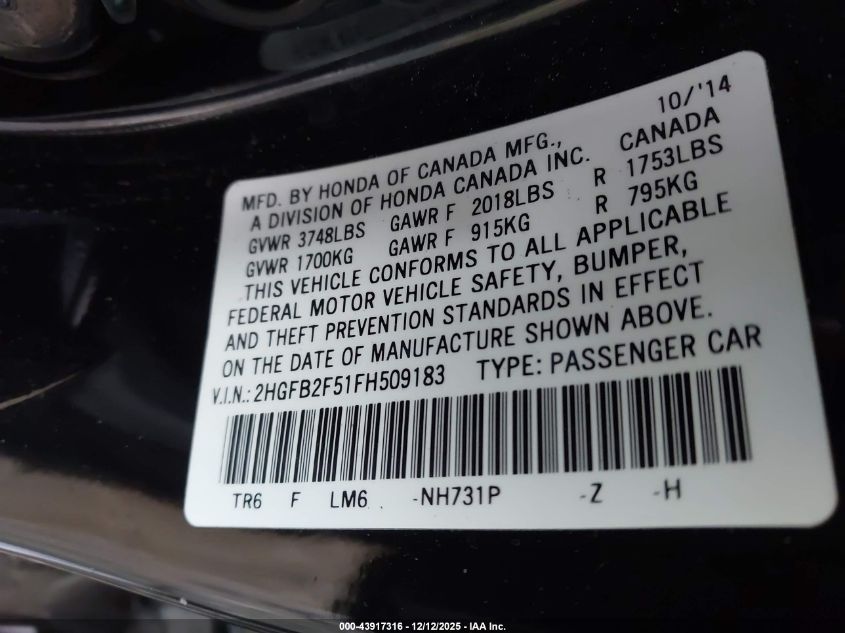 10/'14
MFD. BY HONDA OF CANADA MFG.,
A DIVISION OF HONDA CANADA INC. CANADA
GVWR 3748LBS GAWR F 2018LBS R 1753LBS
GVWR 1700KG GAWR F 915KG R 795KG
THIS VEHICLE CONFORMS TO ALL APPLICABLE
FEDERAL MOTOR VEHICLE SAFETY, BUMPER,
AND THEFT PREVENTION STANDARDS IN EFFECT
ON THE DATE OF MANUFACTURE SHOWN ABOVE.
V.I.N.: 2HGFB2F51FH509183 TYPE: PASSENGER CAR
TR6 F LM6 -NH731P -Z -H
000-43917316 - 12/12/2025 - IAA Inc.